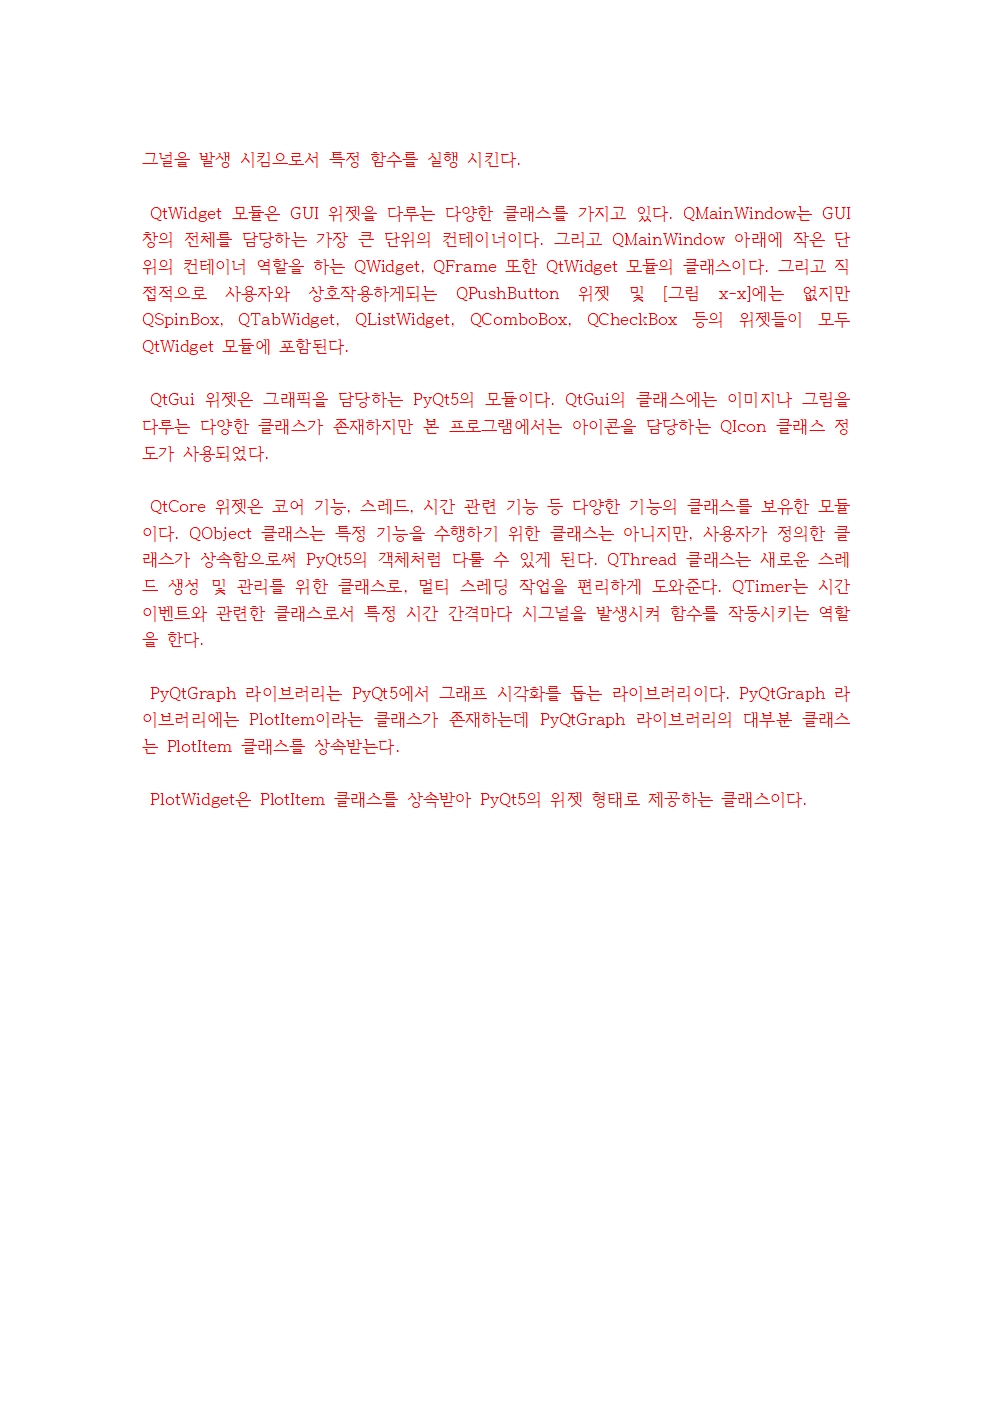 그널을 발생 시킴으로서 특정 함수를 실행 시킨다.
QtWidget 모듈은 GUI 위젯을 다루는 다양한 클래스를 가지고 있다. QMainWindow는 GUI
창의 전체를 담당하는 가장 큰 단위의 컨테이너이다. 그리고 QMainWindow 아래에 작은 단
위의 컨테이너 역할을 하는 QWidget, QFrame 또한 QtWidget 모듈의 클래스이다. 그리고 직
접적으로 사용자와 상호작용하게되는 QPushButton 위젯 및 [그림 x-x]에는 없지만
QSpinBox, QTabWidget, QListWidget, QComboBox, QCheckBox 등의 위젯들이 모두
QtWidget 모듈에 포함된다.
QtGui 위젯은 그래픽을 담당하는 PyQt5의 모듈이다. QtGui의 클래스에는 이미지나 그림을
다루는 다양한 클래스가 존재하지만 본 프로그램에서는 아이콘을 담당하는 QIcon 클래스 정
도가 사용되었다.
QtCore 위젯은 코어 기능, 스레드, 시간 관련 기능 등 다양한 기능의 클래스를 보유한 모듈
이다. QObject 클래스는 특정 기능을 수행하기 위한 클래스는 아니지만, 사용자가 정의한 클
래스가 상속함으로써 PyQt5의 객체처럼 다룰 수 있게 된다. QThread 클래스는 새로운 스레
드 생성 및 관리를 위한 클래스로, 멀티 스레딩 작업을 편리하게 도와준다. QTimer는 시간
이벤트와 관련한 클래스로서 특정 시간 간격마다 시그널을 발생시켜 함수를 작동시키는 역할
을 한다.
PyQtGraph 라이브러리는 PyQt5에서 그래프 시각화를 돕는 라이브러리이다. PyQtGraph 라
이브러리에는 PlotItem이라는 클래스가 존재하는데 PyQtGraph 라이브러리의 대부분 클래스
는 PlotItem 클래스를 상속받는다.
PlotWidget은 PlotItem 클래스를 상속받아 PyQt5의 위젯 형태로 제공하는 클래스이다.